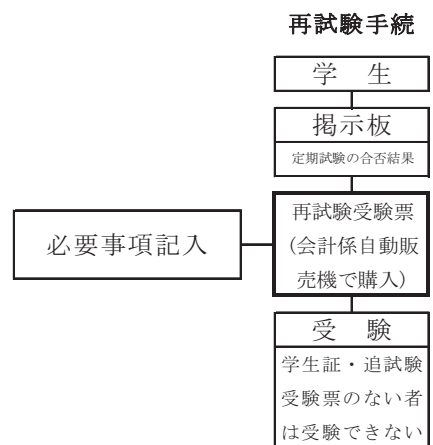 再試験手続
学 生
掲示板
定期試験の合否結果
再試験受験票
(会計係自動販
売機で購入)
必要事項記入
受 験
学生証・追試験
受験票のない者
は受験できない